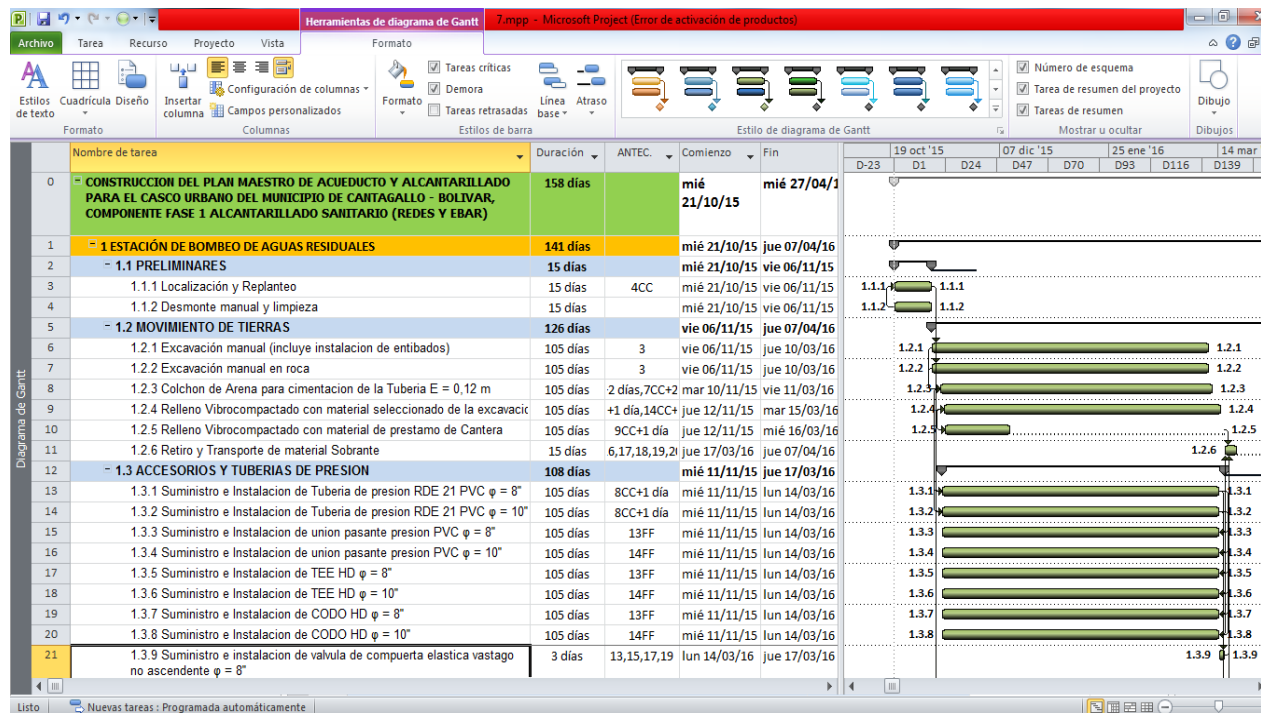 Herramientas de diagrama de Gantt 7.mpp - Microsoft Project (Error de activación de productos)
Archivo Tarea Recurso Proyecto Vista Formato
Estilos de texto Cuadrícula Diseño
Formato
Insertar columna
Configuración de columnas
Campos personalizados
Columnas
Formato
Tareas críticas
Demora
Tareas retrasadas
Línea base Atraso
Estilos de barra
Estilo de diagrama de Gantt
Número de esquema
Tarea de resumen del proyecto
Tareas de resumen
Mostrar u ocultar
Dibujo
Dibujos
Nombre de tarea Duración ANTEC. Comienzo Fin
19 oct '15 07 dic '15 25 ene '16 14 mar
D-23 D1 D24 D47 D70 D93 D116 D139
0 CONSTRUCCION DEL PLAN MAESTRO DE ACUEDUCTO Y ALCANTARILLADO 158 días mié mié 27/04/1
PARA EL CASCO URBANO DEL MUNICIPIO DE CANTAGALLO - BOLIVAR, 21/10/15
COMPONENTE FASE 1 ALCANTARILLADO SANITARIO (REDES Y EBAR)
1 1 ESTACIÓN DE BOMBEO DE AGUAS RESIDUALES 141 días mié 21/10/15 jue 07/04/16
2 1.1 PRELIMINARES 15 días mié 21/10/15 vie 06/11/15
3 1.1.1 Localización y Replanteo 15 días 4CC mié 21/10/15 vie 06/11/15 1.1.1 1.1.1
4 1.1.2 Desmonte manual y limpieza 15 días mié 21/10/15 vie 06/11/15 1.1.2 1.1.2
5 1.2 MOVIMIENTO DE TIERRAS 126 días vie 06/11/15 jue 07/04/16
6 1.2.1 Excavación manual (incluye instalacion de entibados) 105 días 3 vie 06/11/15 jue 10/03/16 1.2.1 1.2.1
7 1.2.2 Excavación manual en roca 105 días 3 vie 06/11/15 jue 10/03/16 1.2.2 1.2.2
8 1.2.3 Colchon de Arena para cimentacion de la Tuberia E = 0,12 m 105 días -2 días,7CC+2 mar 10/11/15 vie 11/03/16 1.2.3 1.2.3
9 1.2.4 Relleno Vibrocompactado con material seleccionado de la excavacic 105 días +1 día,14CC+ jue 12/11/15 mar 15/03/16 1.2.4 1.2.4
10 1.2.5 Relleno Vibrocompactado con material de prestamo de Cantera 105 días 9CC+1 día jue 12/11/15 mié 16/03/16 1.2.5 1.2.5
11 1.2.6 Retiro y Transporte de material Sobrante 15 días 6,17,18,19,20 jue 17/03/16 jue 07/04/16 1.2.6
12 1.3 ACCESORIOS Y TUBERIAS DE PRESION 108 días mié 11/11/15 jue 17/03/16
13 1.3.1 Suministro e Instalacion de Tuberia de presion RDE 21 PVC φ = 8" 105 días 8CC+1 día mié 11/11/15 lun 14/03/16 1.3.1 1.3.1
14 1.3.2 Suministro e Instalacion de Tuberia de presion RDE 21 PVC φ = 10" 105 días 8CC+1 día mié 11/11/15 lun 14/03/16 1.3.2 1.3.2
15 1.3.3 Suministro e Instalacion de union pasante presion PVC φ = 8" 105 días 13FF mié 11/11/15 lun 14/03/16 1.3.3 1.3.3
16 1.3.4 Suministro e Instalacion de union pasante presion PVC φ = 10" 105 días 14FF mié 11/11/15 lun 14/03/16 1.3.4 1.3.4
17 1.3.5 Suministro e Instalacion de TEE HD φ = 8" 105 días 13FF mié 11/11/15 lun 14/03/16 1.3.5 1.3.5
18 1.3.6 Suministro e Instalacion de TEE HD φ = 10" 105 días 14FF mié 11/11/15 lun 14/03/16 1.3.6 1.3.6
19 1.3.7 Suministro e Instalacion de CODO HD φ = 8" 105 días 13FF mié 11/11/15 lun 14/03/16 1.3.7 1.3.7
20 1.3.8 Suministro e Instalacion de CODO HD φ = 10" 105 días 14FF mié 11/11/15 lun 14/03/16 1.3.8 1.3.8
21 1.3.9 Suministro e instalacion de valvula de compuerta elastica vastago 3 días 13,15,17,19 lun 14/03/16 jue 17/03/16 1.3.9 1.3.9
no ascendente φ = 8"
Diagrama de Gantt
Listo Nuevas tareas : Programada automáticamente